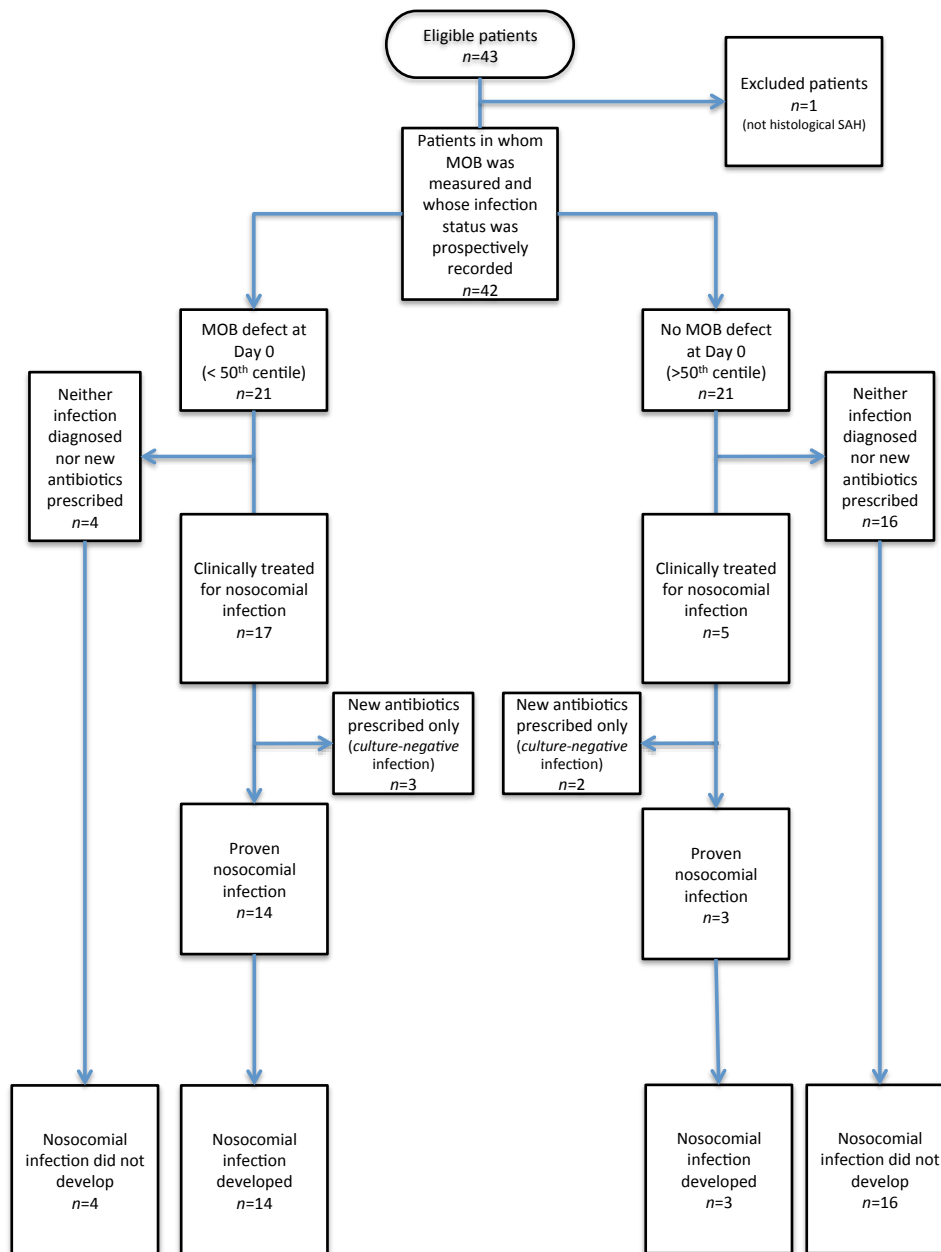 Eligible patients
n=43
Excluded patients
n=1
(not histological SAH)
Patients in whom
MOB was
measured and
whose infection
status was
prospectively
recorded
n=42
MOB defect at
Day 0
(< 50th centile)
n=21
No MOB defect
at Day 0
(>50th centile)
n=21
Neither
infection
diagnosed
nor new
antibiotics
prescribed
n=4
Neither
infection
diagnosed
nor new
antibiotics
prescribed
n=16
Clinically treated
for nosocomial
infection
n=17
Clinically treated
for nosocomial
infection
n=5
New antibiotics
prescribed only
(culture-negative
infection)
n=3
New antibiotics
prescribed only
(culture-negative
infection)
n=2
Proven
nosocomial
infection
n=14
Proven
nosocomial
infection
n=3
Nosocomial
infection did not
develop
n=4
Nosocomial
infection
developed
n=14
Nosocomial
infection
developed
n=3
Nosocomial
infection did not
develop
n=16